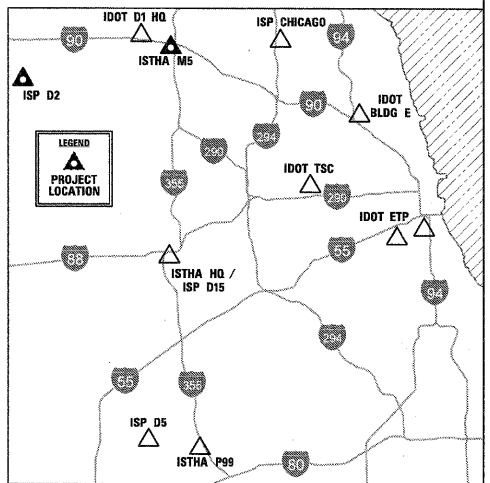 IDOT D1 HQ
ISP CHICAGO
94
90
ISTHA M5
ISP D2
90
IDOT
BLDG E
LEGEND
PROJECT
LOCATION
294
290
IDOT TSC
355
290
IDOT ETP
55
88
ISTHA HQ /
ISP D15
94
294
55
355
ISP D5
ISTHA P99
80